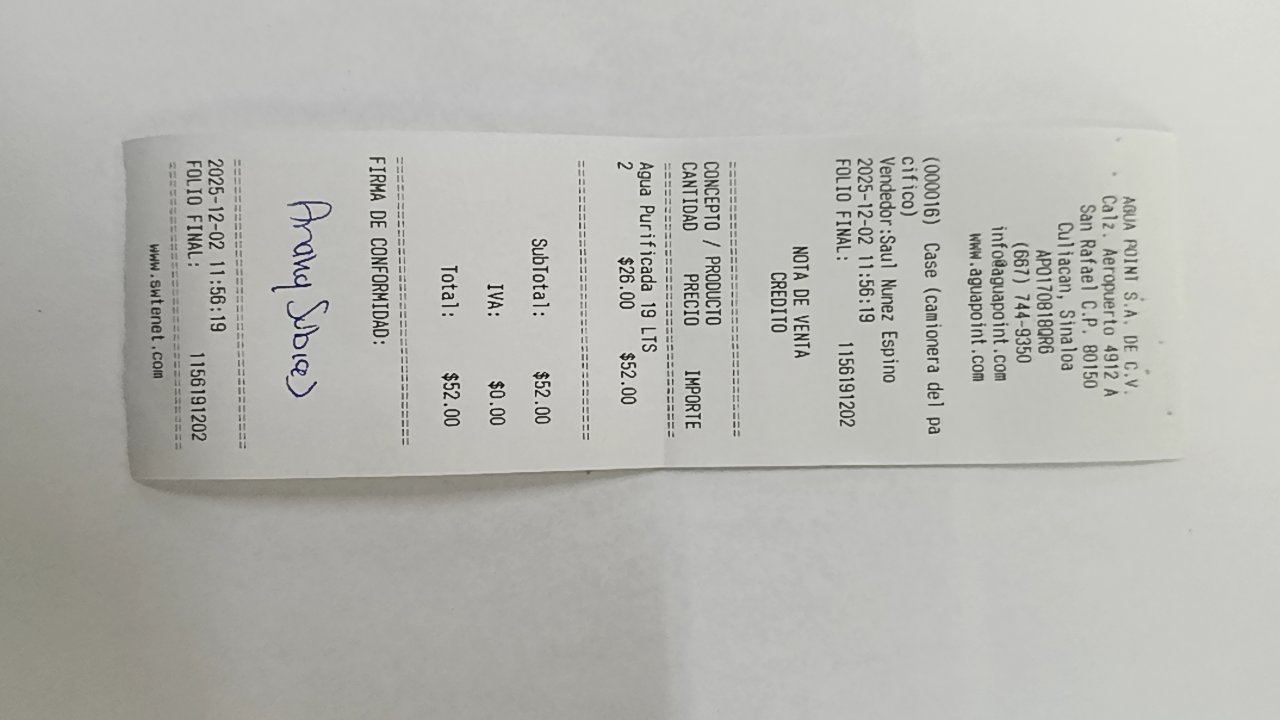 AGUA POINT S.A. DE C.V.
Calz. Aeropuerto 4912 A
San Rafael C.P. 80150
Culiacan, Sinaloa
APO170818QR6
(667) 744-9350
info@aguapoint.com
www.aguapoint.com
(000016) Case (camionera del pa
cifico)
Vendedor:Saul Nunez Espino
2025-12-02 11:56:19
FOLIO FINAL: 1156191202
NOTA DE VENTA
CREDITO
================================
CONCEPTO / PRODUCTO
CANTIDAD PRECIO IMPORTE
================================
Agua Purificada 19 LTS
2 $26.00 $52.00
================================
SubTotal: $52.00
IVA: $0.00
Total: $52.00
================================
FIRMA DE CONFORMIDAD:
================================
2025-12-02 11:56:19
FOLIO FINAL: 1156191202
================================
www.swtenet.com